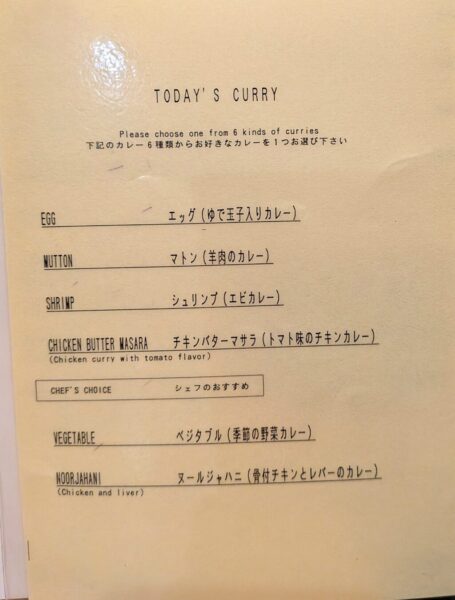 TODAY'S CURRY
Please choose one from 6 kinds of curries
下記のカレー6種類からお好きなカレーを1つお選び下さい
EGG エッグ(ゆで玉子入りカレー)
MUTTON マトン(羊肉のカレー)
SHRIMP シュリンプ(エビカレー)
CHICKEN BUTTER MASARA チキンバターマサラ(トマト味のチキンカレー)
(Chicken curry with tomato flavor)
CHEF'S CHOICE シェフのおすすめ
VEGETABLE ベジタブル(季節の野菜カレー)
NOORJAHANI ヌールジャハニ(骨付チキンとレバーのカレー)
(Chicken and liver)